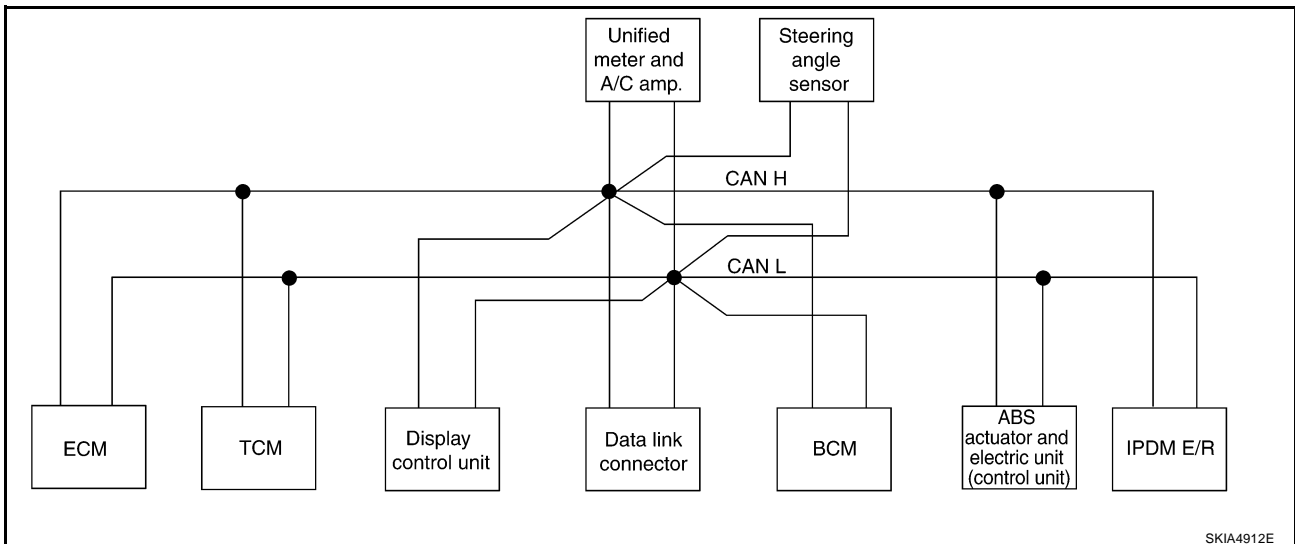 Unified
meter and
A/C amp.
Steering
angle
sensor
CAN H
CAN L
ECM
TCM
Display
control unit
Data link
connector
BCM
ABS
actuator and
electric unit
(control unit)
IPDM E/R
SKIA4912E